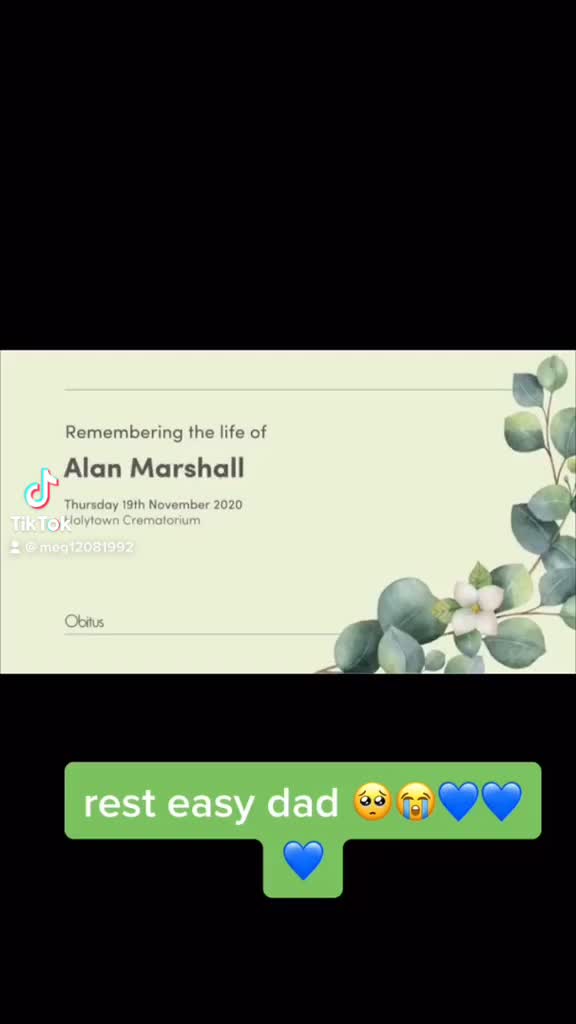 Remembering the life of
Alan Marshall
Thursday 19th November 2020
Holytown Crematorium
TikTok
@meg12081992
Obitus
rest easy dad 🥺😭💙💙
💙